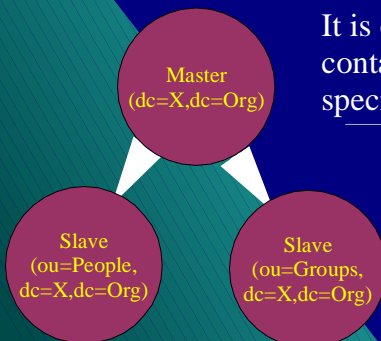 It is
conta
speci
Master
(dc=X,dc=Org)
Slave
(ou=People,
dc=X,dc=Org)
Slave
(ou=Groups,
dc=X,dc=Org)